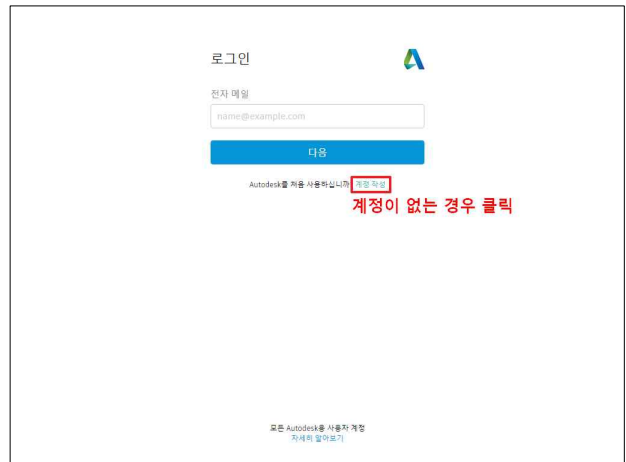 로그인
전자 메일
name@example.com
다음
Autodesk를 처음 사용하십니까 계정 작성
계정이 없는 경우 클릭
모든 Autodesk용 사용자 계정
자세히 알아보기